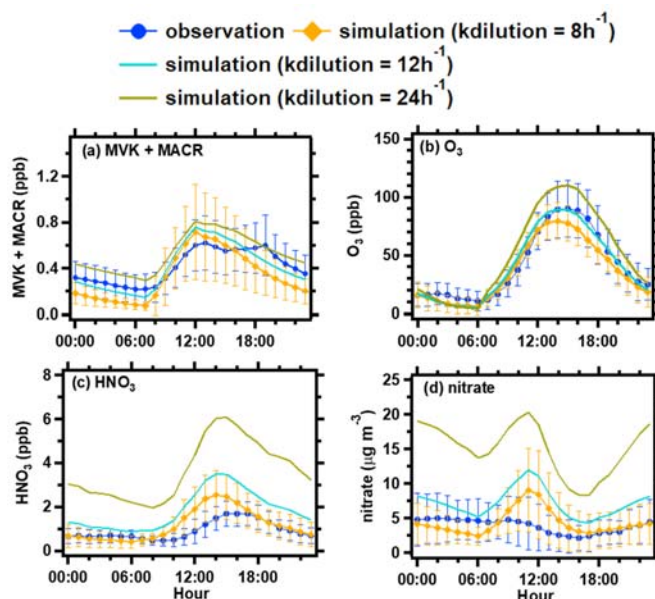 observation simulation (kdilution = 8h⁻¹)
simulation (kdilution = 12h⁻¹)
simulation (kdilution = 24h⁻¹)
(a) MVK + MACR
MVK + MACR (ppb)
1.2
0.8
0.4
0.0
00:00 06:00 12:00 18:00
(b) O₃
O₃ (ppb)
150
100
50
0
00:00 06:00 12:00 18:00
(c) HNO₃
HNO₃ (ppb)
8
6
4
2
0
00:00 06:00 12:00 18:00
Hour
(d) nitrate
nitrate (μg m⁻³)
25
20
15
10
5
0
00:00 06:00 12:00 18:00
Hour